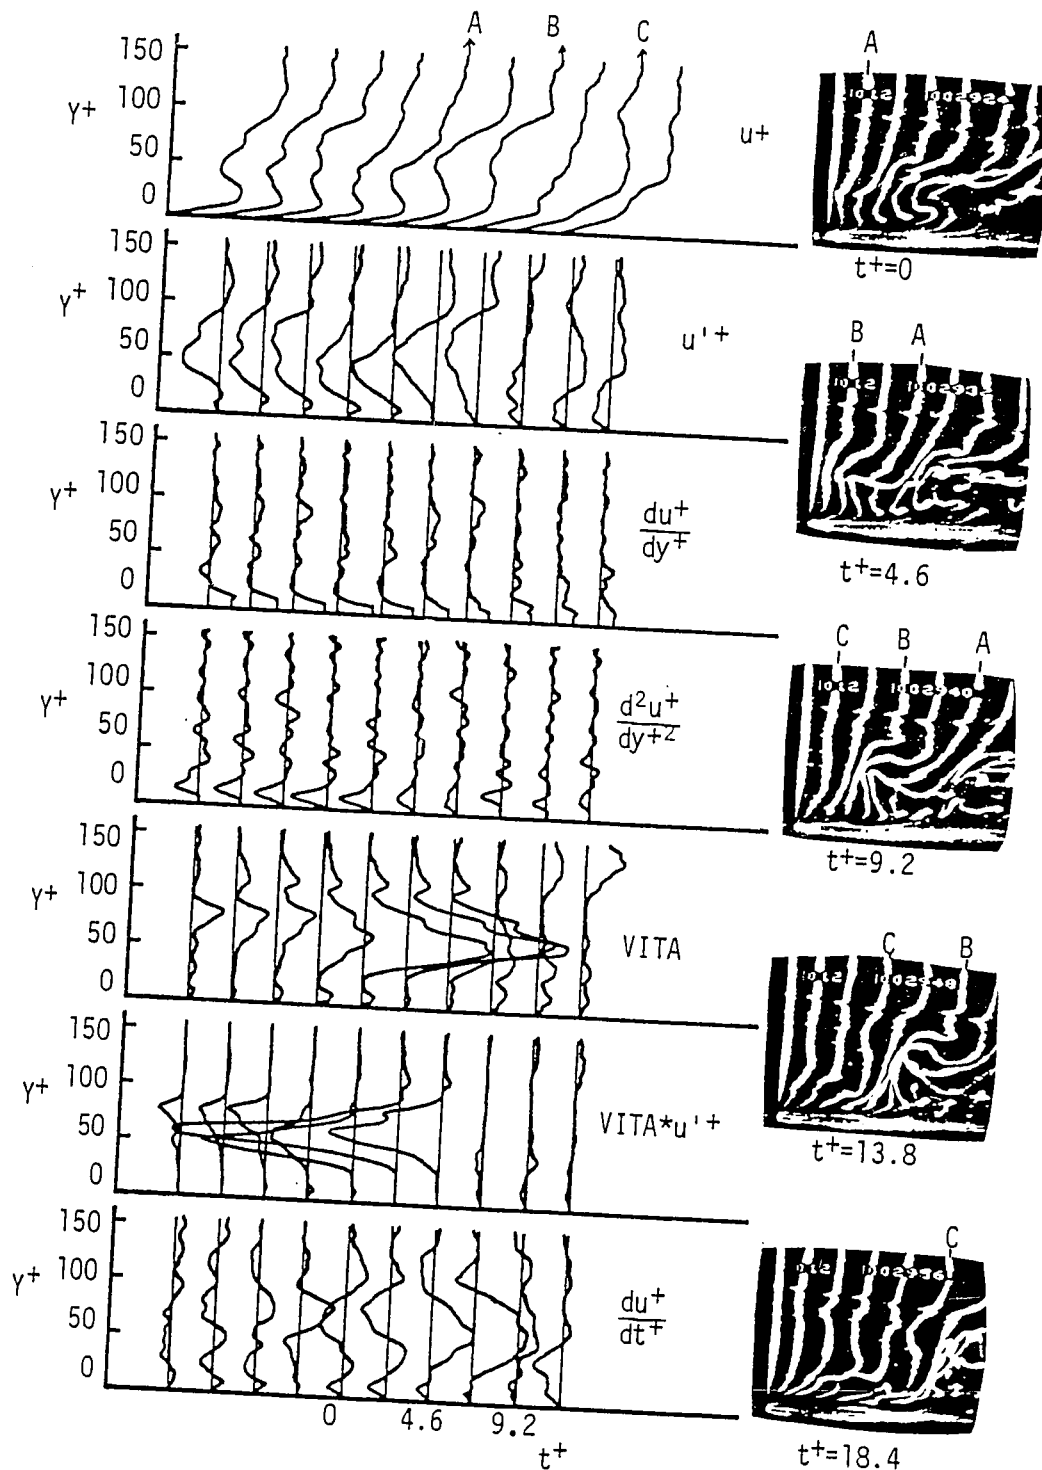 A B C
150
Y+ 100
50
0
u+
150
Y+ 100
50
0
u'+
150
Y+ 100
50
0
du+
dy+
150
Y+ 100
50
0
d²u+
dy+2
150
Y+ 100
50
0
VITA
150
Y+ 100
50
0
VITA*u'+
150
Y+ 100
50
0
du+
dt+
0 4.6 9.2
t+
A
t+=0
B A
t+=4.6
C B A
t+=9.2
C B
t+=13.8
C
t+=18.4